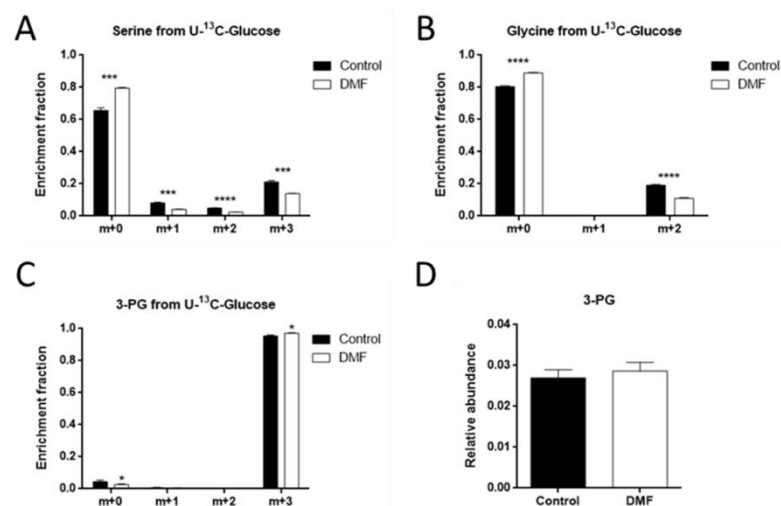 A
Serine from U-¹³C-Glucose
Enrichment fraction
1.0
0.8
0.6
0.4
0.2
0.0
***
***
****
***
m+0 m+1 m+2 m+3
Control
DMF
B
Glycine from U-¹³C-Glucose
Enrichment fraction
1.0
0.8
0.6
0.4
0.2
0.0
****
****
m+0 m+1 m+2
Control
DMF
C
3-PG from U-¹³C-Glucose
Enrichment fraction
1.0
0.8
0.6
0.4
0.2
0.0
*
*
m+0 m+1 m+2 m+3
Control
DMF
D
3-PG
Relative abundance
0.04
0.03
0.02
0.01
0.00
Control DMF